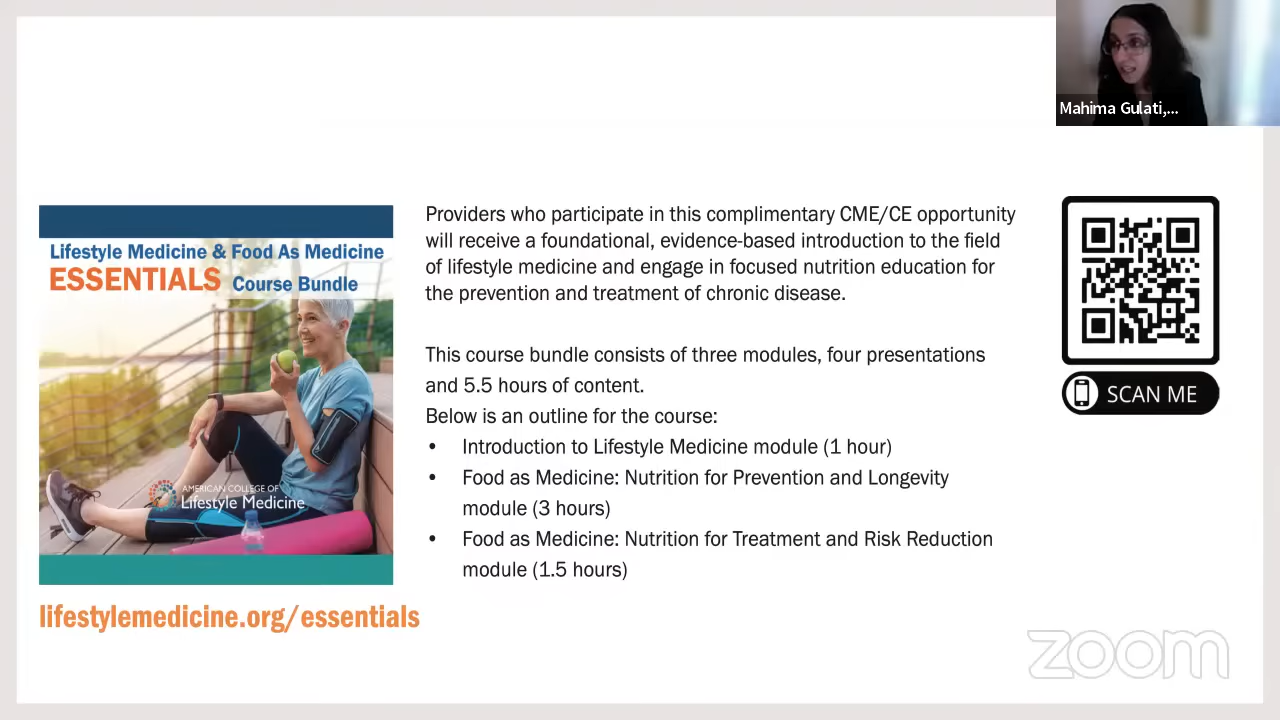 Mahima Gulati,...
Lifestyle Medicine & Food As Medicine
ESSENTIALS Course Bundle
AMERICAN COLLEGE OF
Lifestyle Medicine
lifestylemedicine.org/essentials
Providers who participate in this complimentary CME/CE opportunity
will receive a foundational, evidence-based introduction to the field
of lifestyle medicine and engage in focused nutrition education for
the prevention and treatment of chronic disease.
This course bundle consists of three modules, four presentations
and 5.5 hours of content.
Below is an outline for the course:
• Introduction to Lifestyle Medicine module (1 hour)
• Food as Medicine: Nutrition for Prevention and Longevity
module (3 hours)
• Food as Medicine: Nutrition for Treatment and Risk Reduction
module (1.5 hours)
SCAN ME
zoom